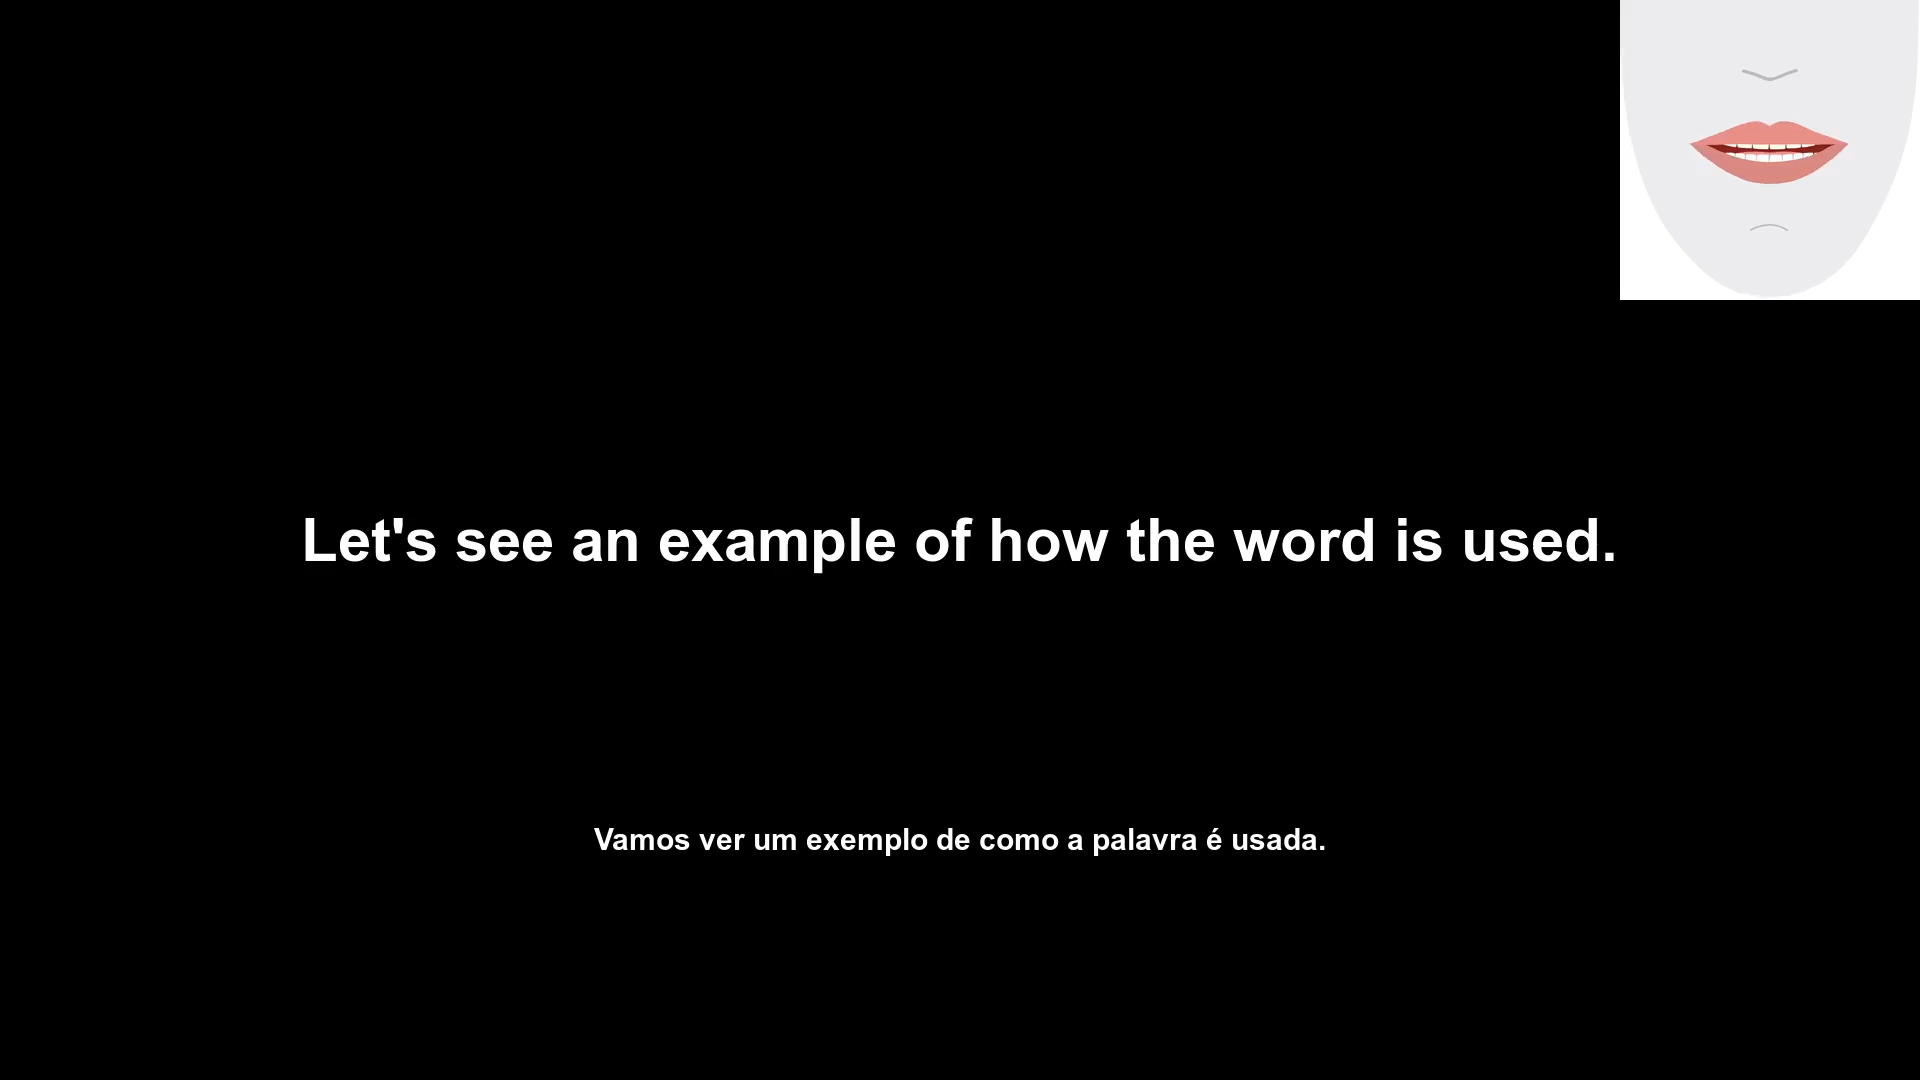 Let's see an example of how the word is used.
Vamos ver um exemplo de como a palavra é usada.